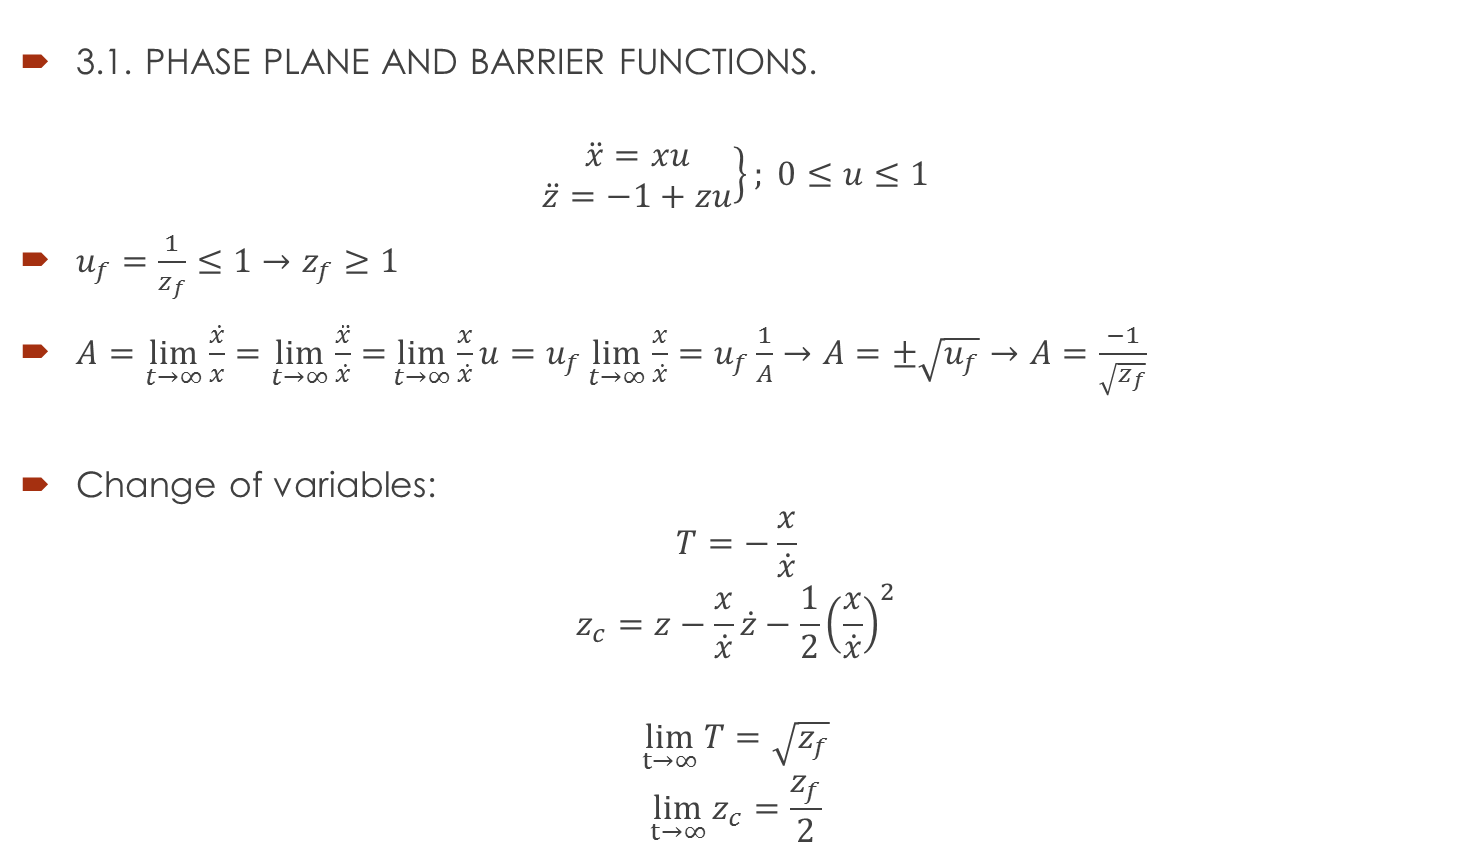 3.1. PHASE PLANE AND BARRIER FUNCTIONS.
ẍ = xu
z̈ = −1 + zu }; 0 ≤ u ≤ 1
u_f = 1/z_f ≤ 1 → z_f ≥ 1
A = lim_{t→∞} ẋ/x = lim_{t→∞} ẍ/ẋ = lim_{t→∞} x/ẋ u = u_f lim_{t→∞} x/ẋ = u_f 1/A → A = ±√u_f → A = −1/√z_f
Change of variables:
T = − x/ẋ
z_c = z − x/ẋ ż − 1/2 (x/ẋ)²
lim_{t→∞} T = √z_f
lim_{t→∞} z_c = z_f/2